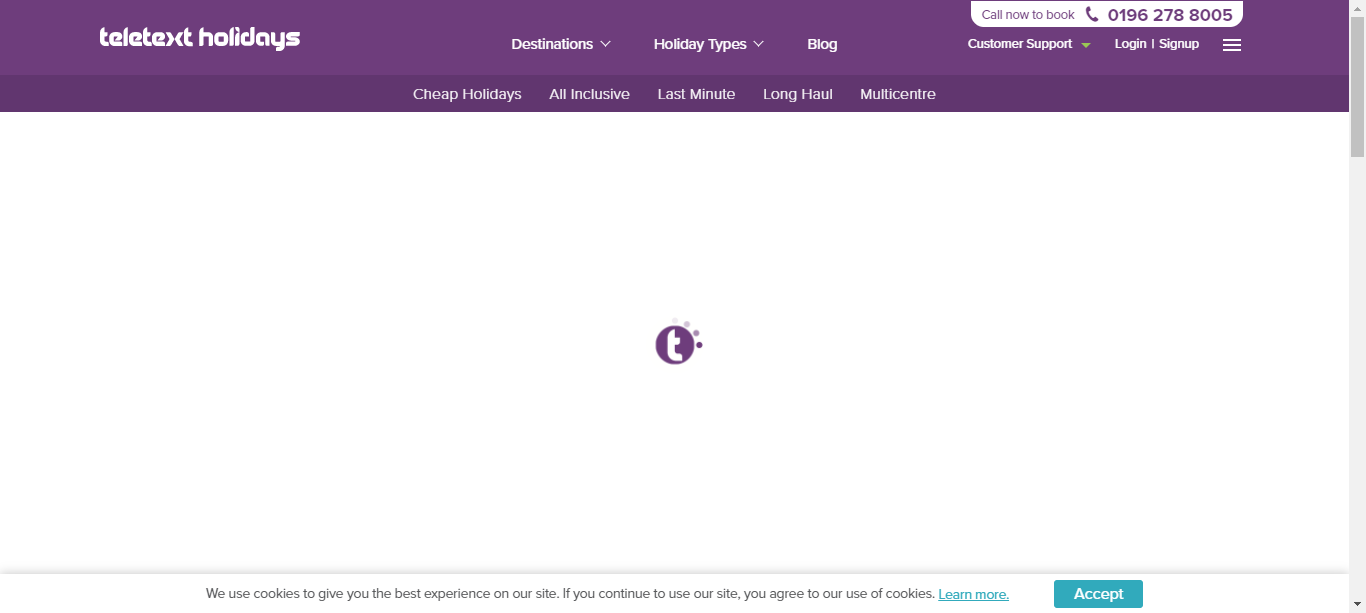 Call now to book 0196 278 8005
teletext holidays
Destinations Holiday Types Blog Customer Support Login | Signup
Cheap Holidays All Inclusive Last Minute Long Haul Multicentre
t
We use cookies to give you the best experience on our site. If you continue to use our site, you agree to our use of cookies. Learn more. Accept